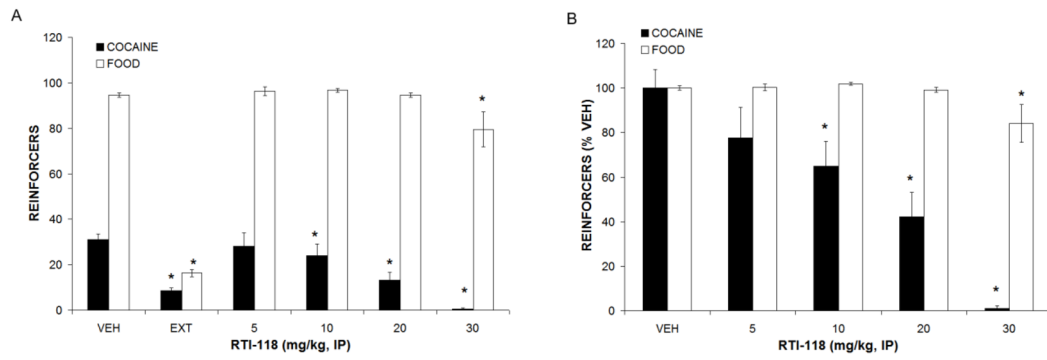 A
COCAINE
FOOD
REINFORCERS
120
100
80
60
40
20
0
*
*
*
*
*
*
VEH
EXT
5
10
20
30
RTI-118 (mg/kg, IP)
B
COCAINE
FOOD
REINFORCERS (% VEH)
120
100
80
60
40
20
0
*
*
*
*
VEH
5
10
20
30
RTI-118 (mg/kg, IP)